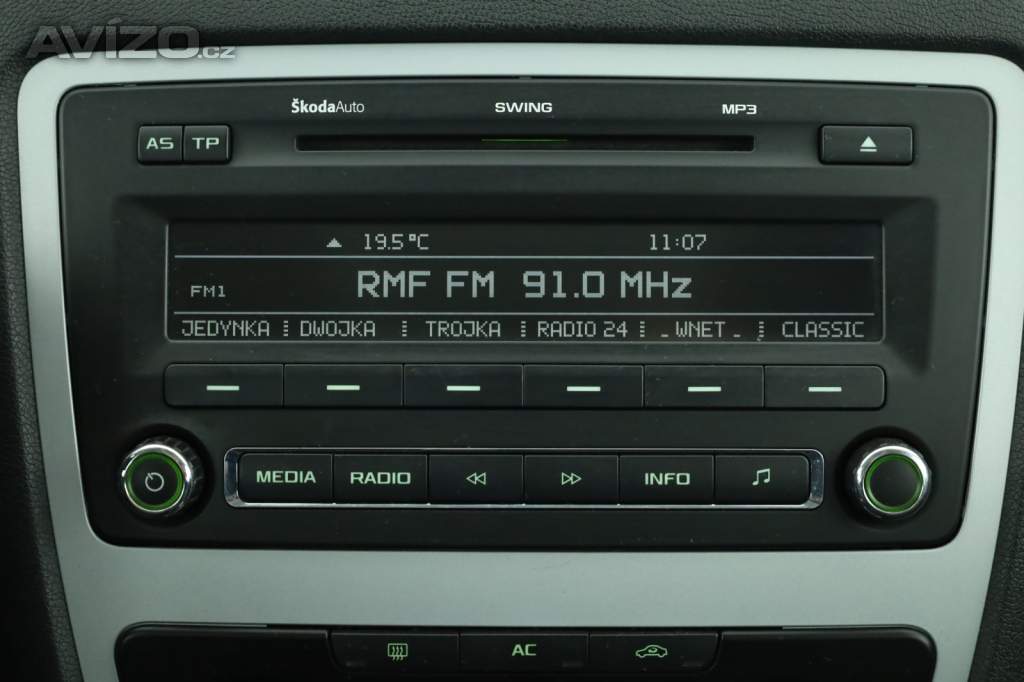 AVÍZO.cz
ŠkodaAuto SWING MP3
AS TP
19.5°C 11:07
FM1 RMF FM 91.0 MHz
JEDYNKA DWOJKA TROJKA RADIO 24 _ WNET _ CLASSIC
MEDIA RADIO INFO
AC